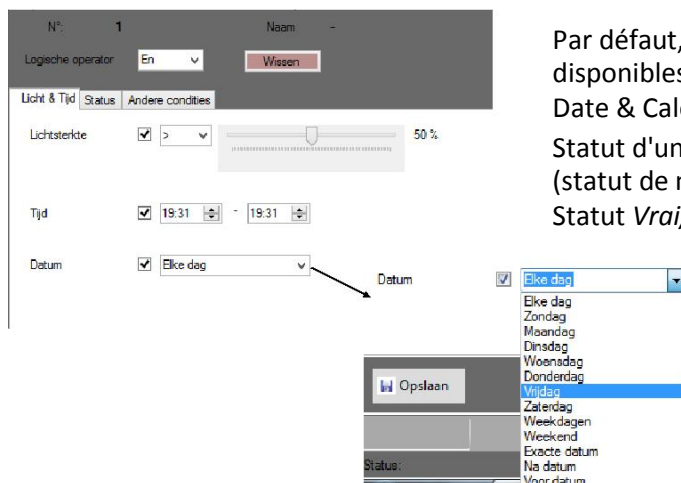 N°: 1 Naam -
Logische operator En Wissen
Licht & Tijd Status Andere condities
Lichtsterkte > 50 %
Tijd 19:31 - 19:31
Datum Elke dag
Par défaut,
disponibles
Date & Cal
Statut d'un
(statut de
Statut Vrai
Datum Elke dag
Elke dag
Zondag
Maandag
Dinsdag
Woensdag
Donderdag
Vrijdag
Zaterdag
Weekdagen
Weekend
Exacte datum
Na datum
Voor datum
Opslaan
Status: